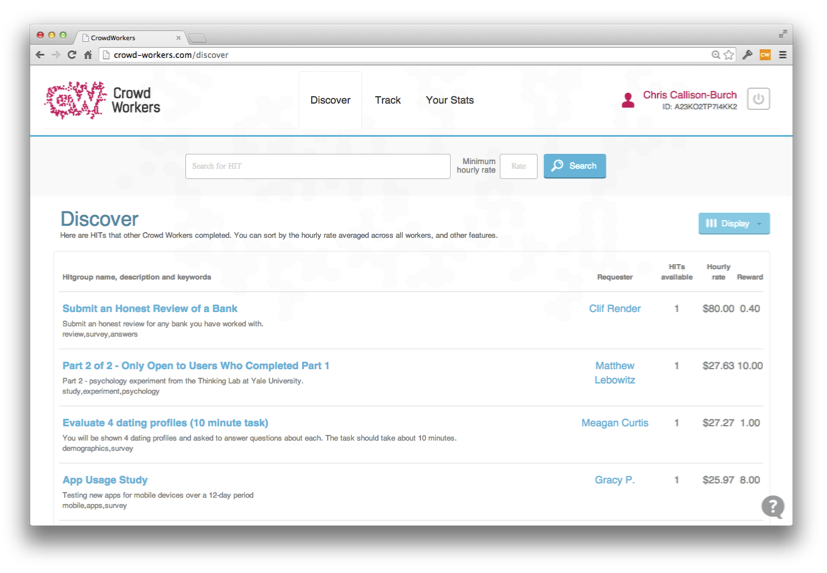 CrowdWorkers
crowd-workers.com/discover
CW
Crowd
Workers
Discover
Track
Your Stats
Chris Callison-Burch
ID: A23KO2TP7I4KK2
Search for HIT
Minimum
hourly rate
Rate
Search
Discover
Display
Here are HITs that other Crowd Workers completed. You can sort by the hourly rate averaged across all workers, and other features.
Hitgroup name, description and keywords
Requester
HITs
available
Hourly
rate
Reward
Submit an Honest Review of a Bank
Clif Render
1
$80.00
0.40
Submit an honest review for any bank you have worked with.
review,survey,answers
Part 2 of 2 - Only Open to Users Who Completed Part 1
Matthew
Lebowitz
1
$27.63
10.00
Part 2 - psychology experiment from the Thinking Lab at Yale University.
study,experiment,psychology
Evaluate 4 dating profiles (10 minute task)
Meagan Curtis
1
$27.27
1.00
You will be shown 4 dating profiles and asked to answer questions about each. The task should take about 10 minutes.
demographics,survey
App Usage Study
Gracy P.
1
$25.97
8.00
Testing new apps for mobile devices over a 12-day period
mobile,apps,survey
?